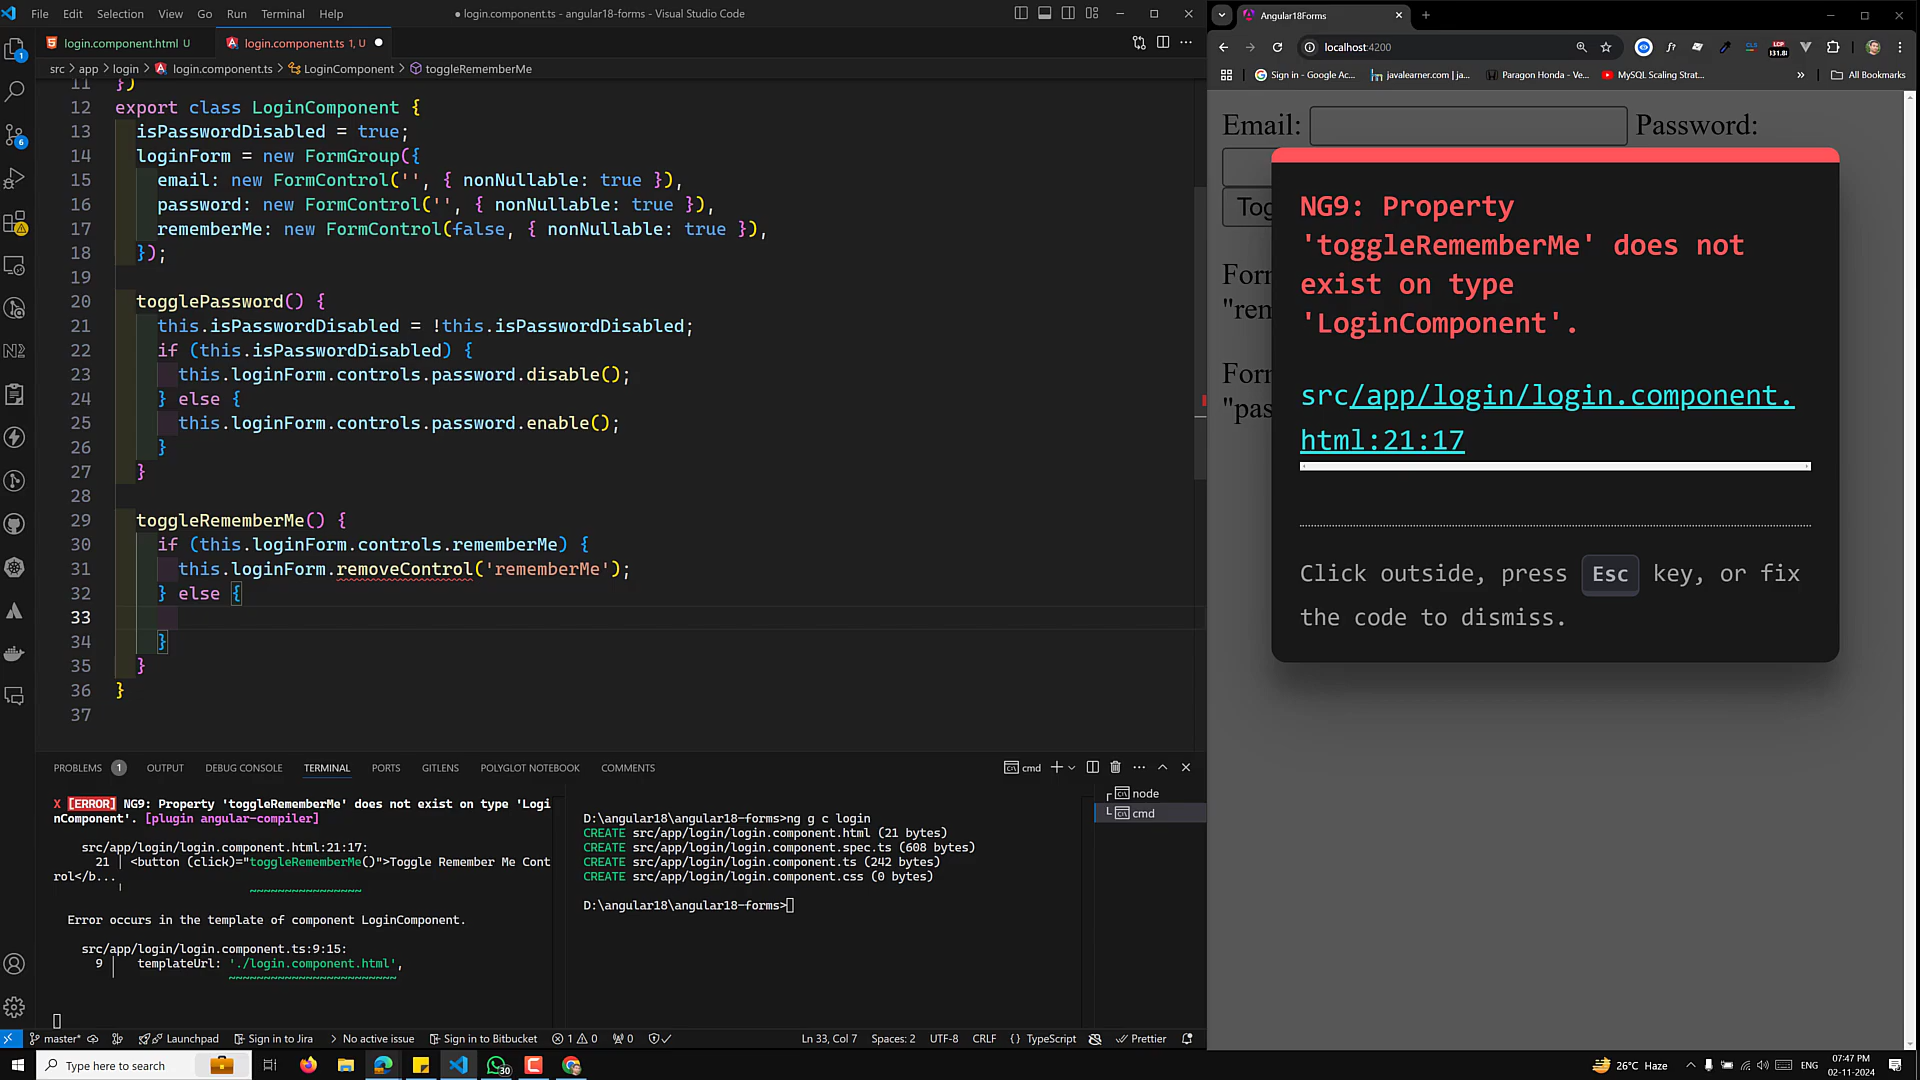 File Edit Selection View Go Run Terminal Help
● login.component.ts - angular18-forms - Visual Studio Code
login.component.html U
login.component.ts 1, U ●
src > app > login > login.component.ts > LoginComponent > toggleRememberMe
11 })
12 export class LoginComponent {
13 isPasswordDisabled = true;
14 loginForm = new FormGroup({
15 email: new FormControl('', { nonNullable: true }),
16 password: new FormControl('', { nonNullable: true }),
17 rememberMe: new FormControl(false, { nonNullable: true }),
18 });
19
20 togglePassword() {
21 this.isPasswordDisabled = !this.isPasswordDisabled;
22 if (this.isPasswordDisabled) {
23 this.loginForm.controls.password.disable();
24 } else {
25 this.loginForm.controls.password.enable();
26 }
27 }
28
29 toggleRememberMe() {
30 if (this.loginForm.controls.rememberMe) {
31 this.loginForm.removeControl('rememberMe');
32 } else {
33
34 }
35 }
36 }
37
PROBLEMS 1 OUTPUT DEBUG CONSOLE TERMINAL PORTS GITLENS POLYGLOT NOTEBOOK COMMENTS
cmd
X [ERROR] NG9: Property 'toggleRememberMe' does not exist on type 'Logi
nComponent'. [plugin angular-compiler]
src/app/login/login.component.html:21:17:
21 │ <button (click)="toggleRememberMe()">Toggle Remember Me Cont
rol</b...
╵ ~~~~~~~~~~~~~~~~
Error occurs in the template of component LoginComponent.
src/app/login/login.component.ts:9:15:
9 │ templateUrl: './login.component.html',
~~~~~~~~~~~~~~~~~~~~~~~~
D:\angular18\angular18-forms>ng g c login
CREATE src/app/login/login.component.html (21 bytes)
CREATE src/app/login/login.component.spec.ts (608 bytes)
CREATE src/app/login/login.component.ts (242 bytes)
CREATE src/app/login/login.component.css (0 bytes)
D:\angular18\angular18-forms>
node
cmd
master* Launchpad Sign in to Jira No active issue Sign in to Bitbucket 1 0 0 Ln 33, Col 7 Spaces: 2 UTF-8 CRLF {} TypeScript Prettier
Angular18Forms
localhost:4200
Sign in - Google Ac... javalearner.com | ja... Paragon Honda - Ve... MySQL Scaling Strat... » All Bookmarks
Email: Password:
Tog
Form
"rem
Form
"pas
NG9: Property
'toggleRememberMe' does not
exist on type
'LoginComponent'.
src/app/login/login.component.
html:21:17
Click outside, press Esc key, or fix
the code to dismiss.
Type here to search
30
26°C Haze
ENG
07:47 PM
02-11-2024